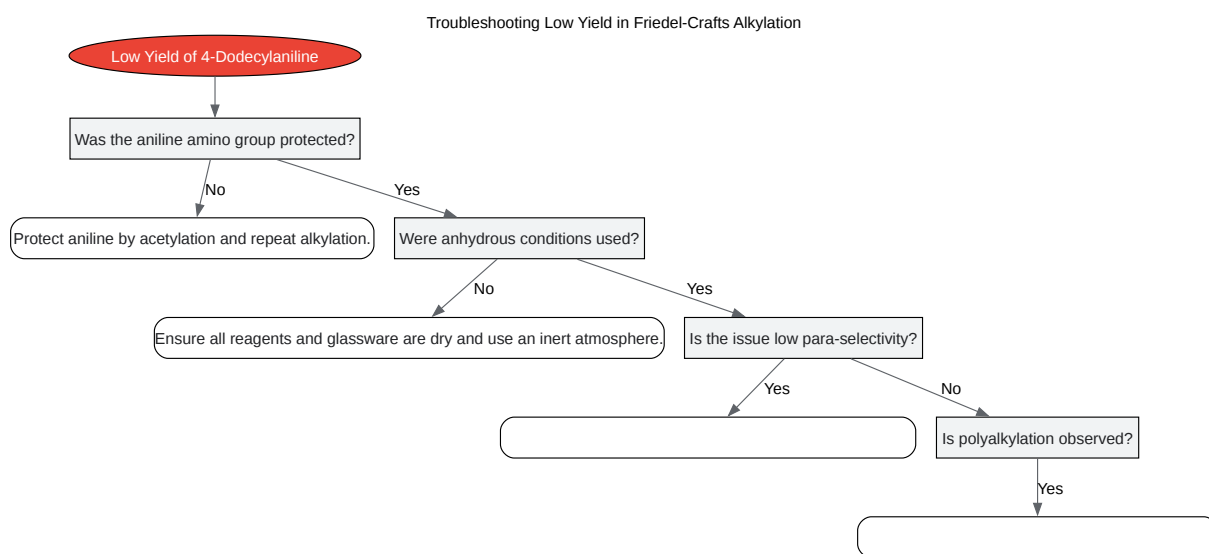 Troubleshooting Low Yield in Friedel-Crafts Alkylation
Low Yield of 4-Dodecylaniline
Was the aniline amino group protected?
No
Yes
Protect aniline by acetylation and repeat alkylation.
Were anhydrous conditions used?
No
Yes
Ensure all reagents and glassware are dry and use an inert atmosphere.
Is the issue low para-selectivity?
Yes
No
Is polyalkylation observed?
Yes